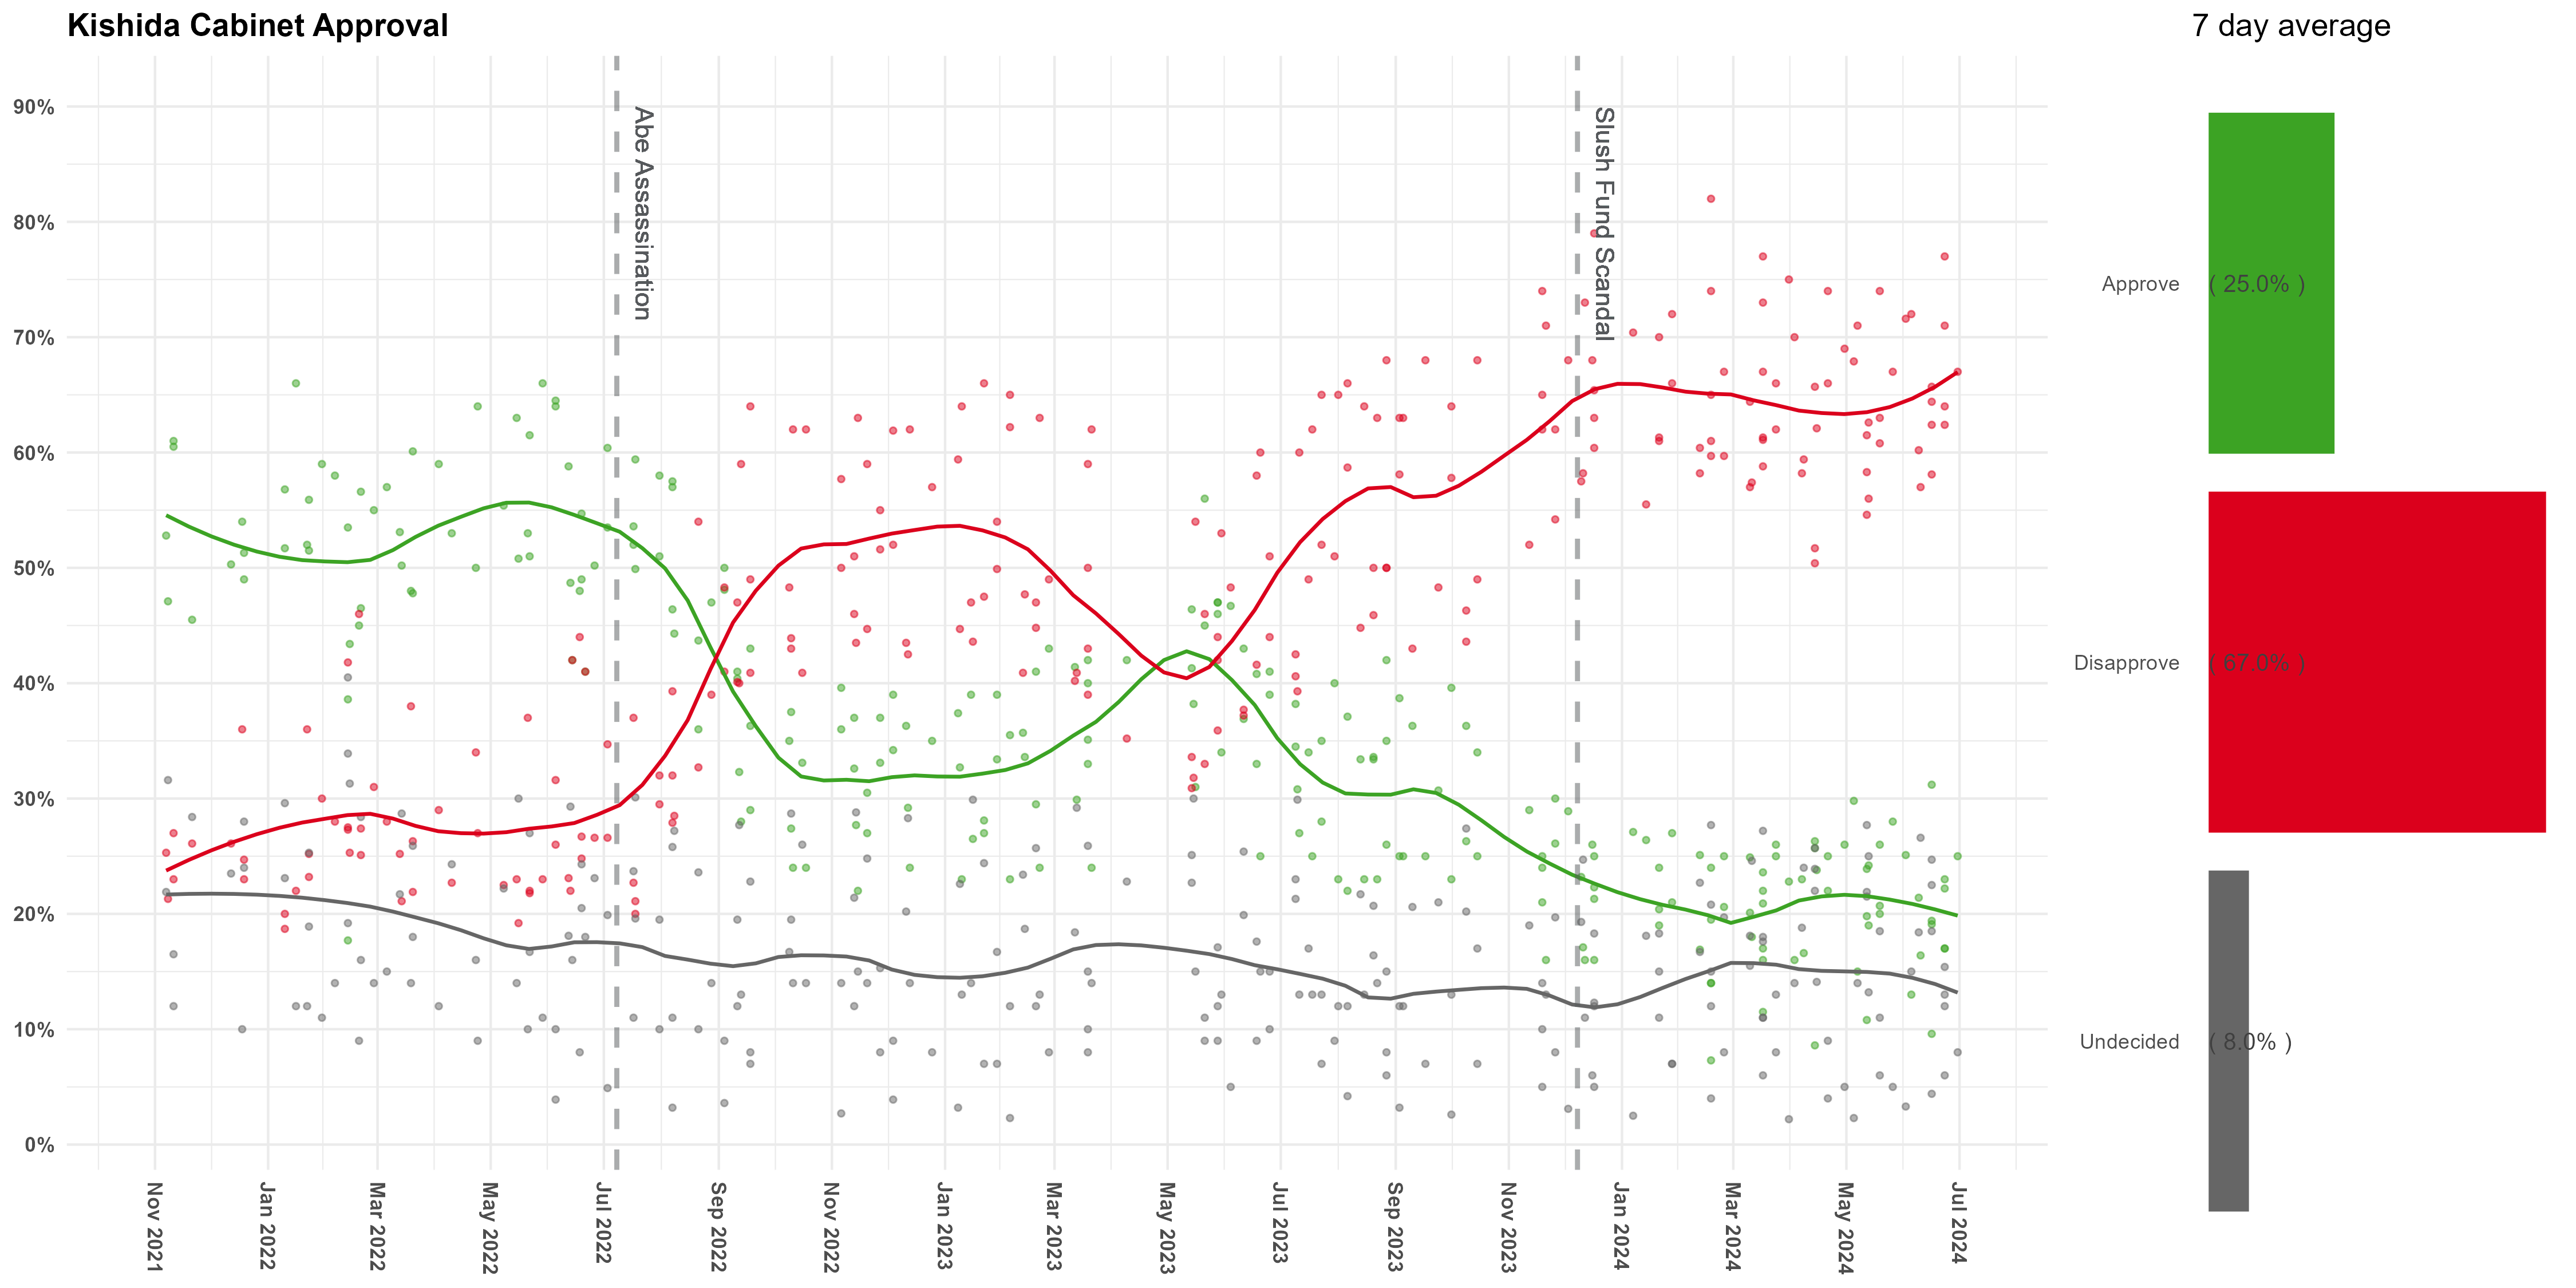 Kishida Cabinet Approval
7 day average
90%
80%
70%
60%
50%
40%
30%
20%
10%
0%
Abe Assassination
Slush Fund Scandal
Nov 2021
Jan 2022
Mar 2022
May 2022
Jul 2022
Sep 2022
Nov 2022
Jan 2023
Mar 2023
May 2023
Jul 2023
Sep 2023
Nov 2023
Jan 2024
Mar 2024
May 2024
Jul 2024
Approve ( 25.0% )
Disapprove ( 67.0% )
Undecided ( 8.0% )